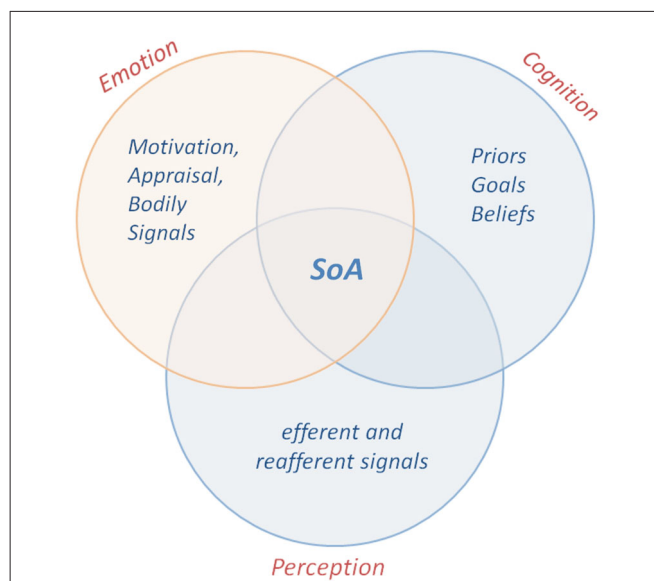 Emotion
Cognition
Motivation,
Appraisal,
Bodily
Signals
Priors
Goals
Beliefs
SoA
efferent and
reafferent signals
Perception